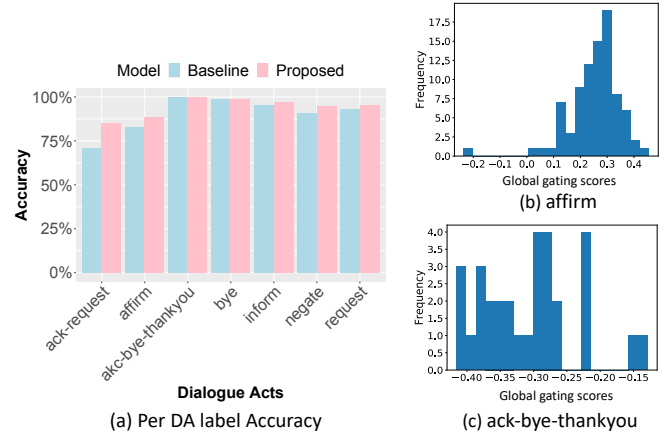 Model Baseline Proposed
100%
75%
50%
25%
0%
Accuracy
ack-request
affirm
akc-bye-thankyou
bye
inform
negate
request
Dialogue Acts
(a) Per DA label Accuracy
17.5
15.0
12.5
10.0
7.5
5.0
2.5
0.0
Frequency
−0.2 −0.1 0.0 0.1 0.2 0.3 0.4
Global gating scores
(b) affirm
4.0
3.5
3.0
2.5
2.0
1.5
1.0
0.5
0.0
Frequency
−0.40 −0.35 −0.30 −0.25 −0.20 −0.15
Global gating scores
(c) ack-bye-thankyou